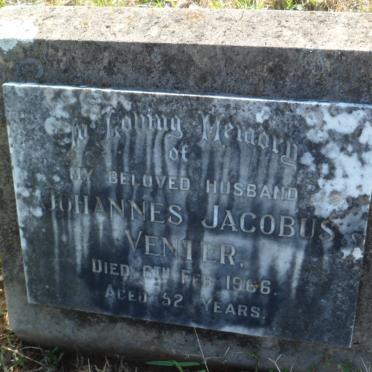 In Loving Memory
of
MY BELOVED HUSBAND
JOHANNES JACOBUS
VENTER,
DIED 6TH FEB 1966.
AGED 52 YEARS.